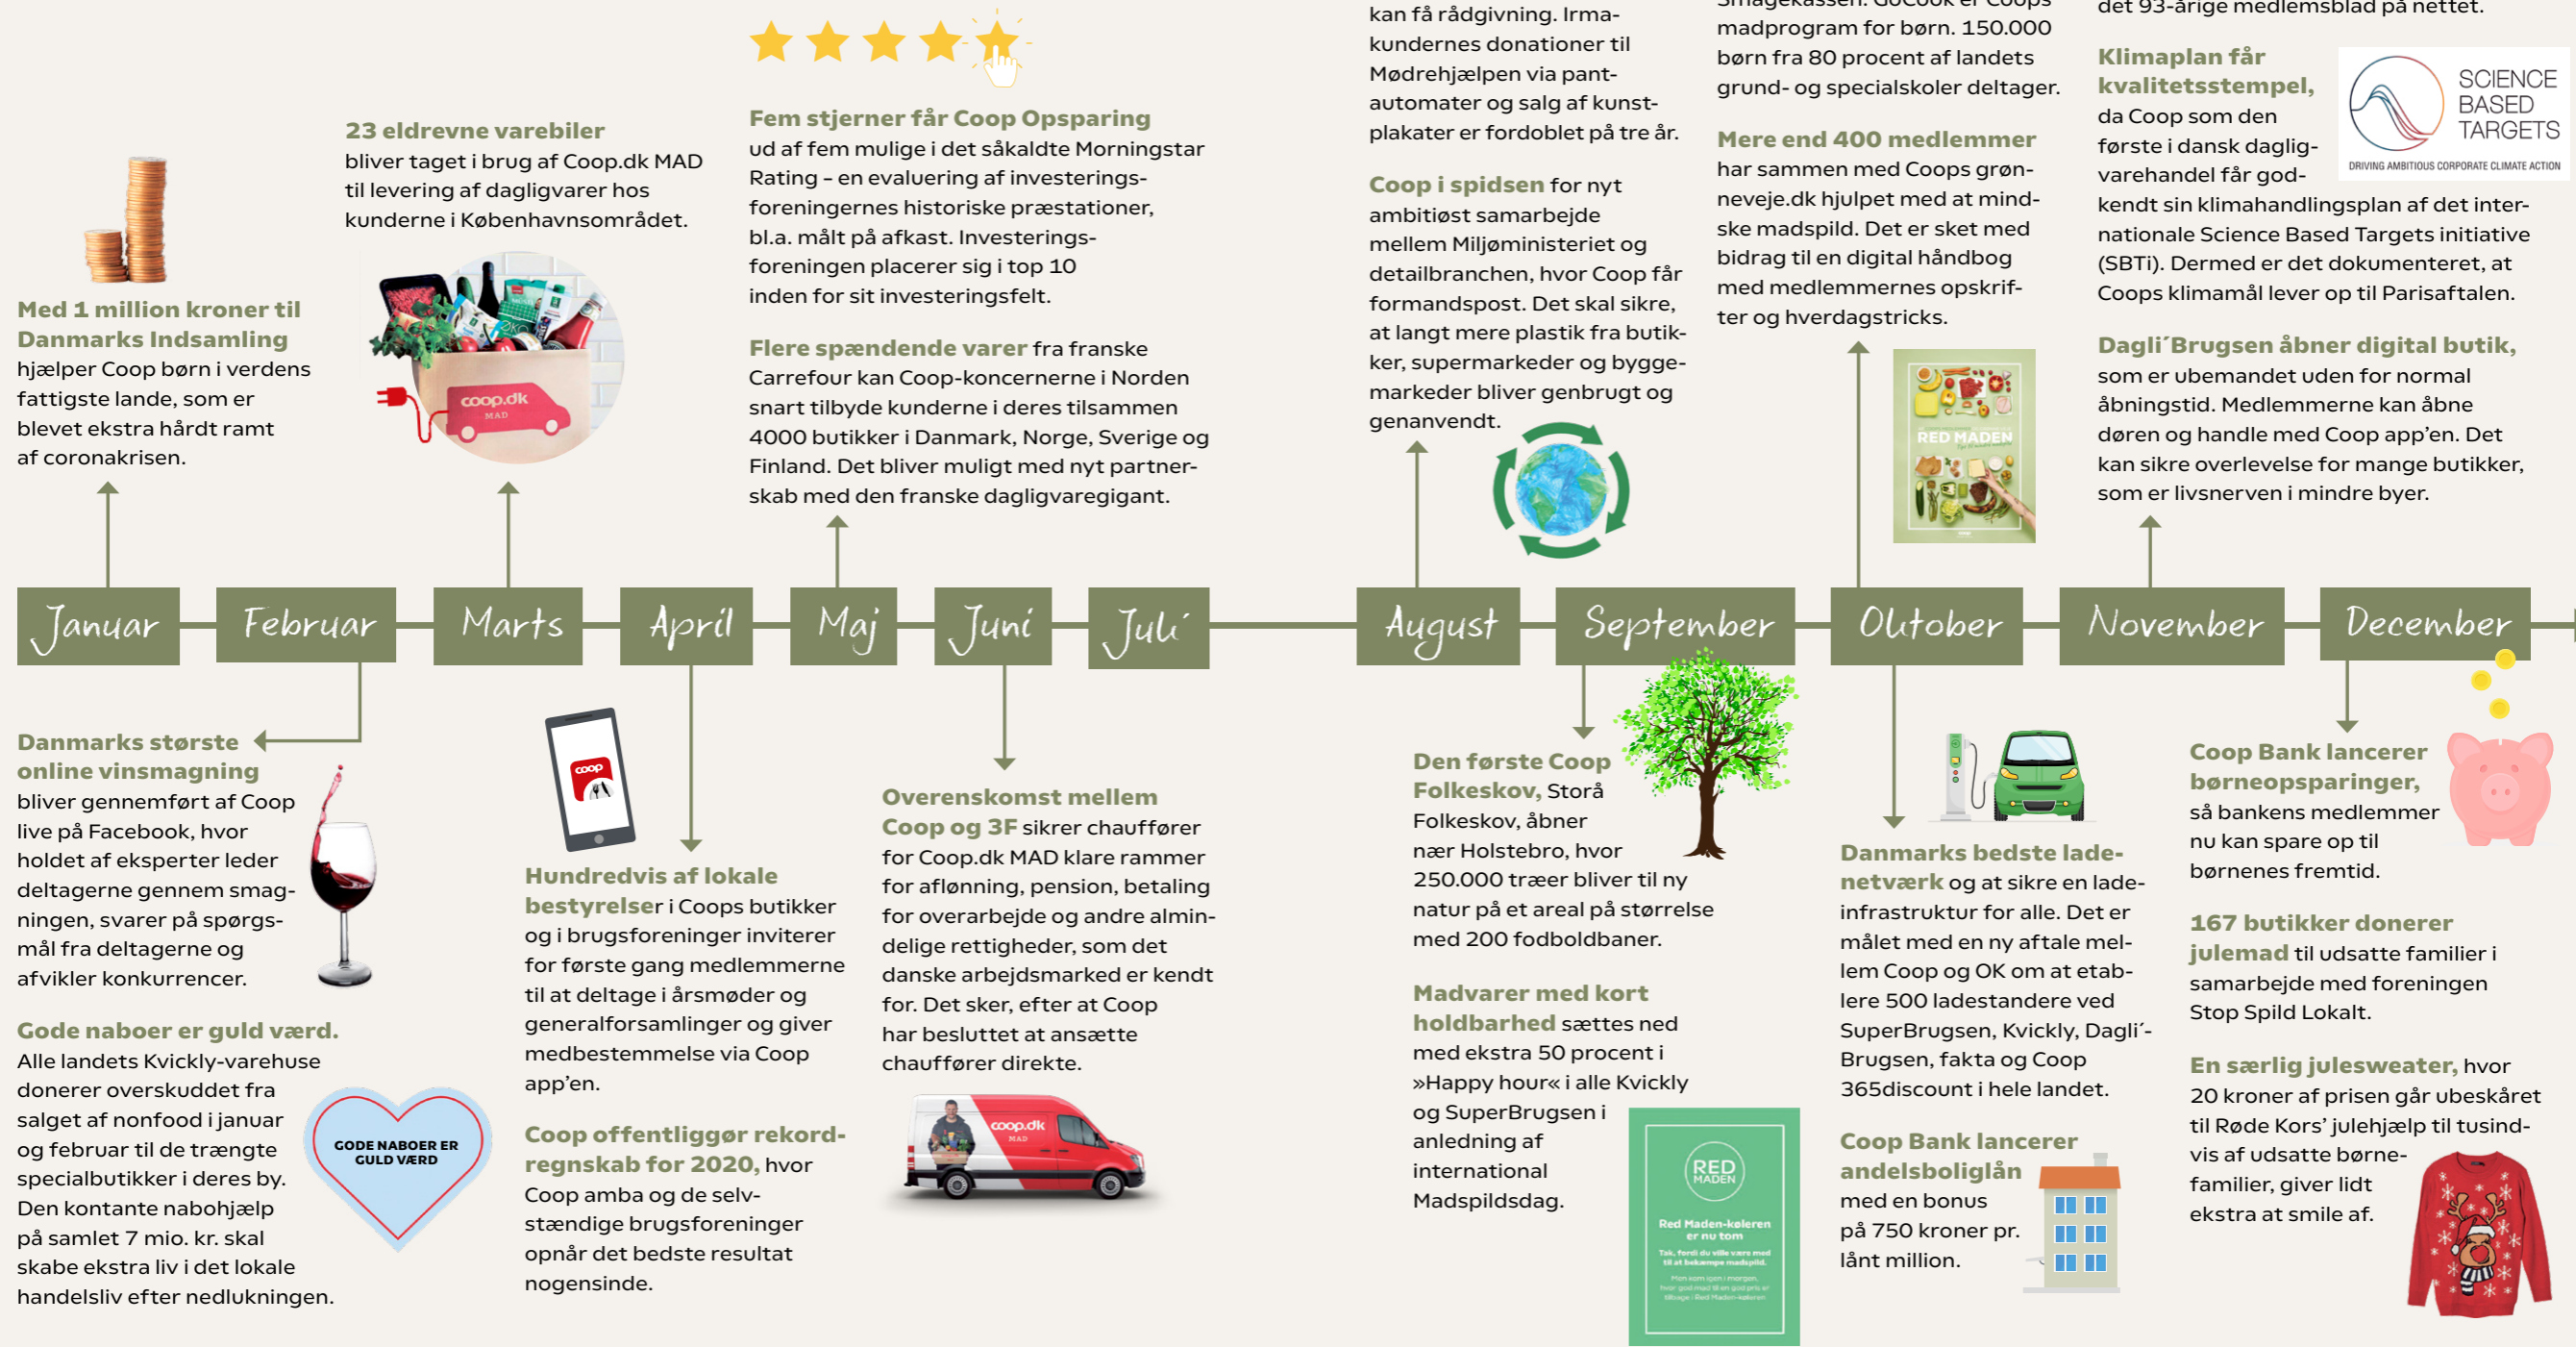 Med 1 million kroner til
Danmarks Indsamling
hjælper Coop børn i verdens
fattigste lande, som er
blevet ekstra hårdt ramt
af coronakrisen.
23 eldrevne varebiler
bliver taget i brug af Coop.dk MAD
til levering af dagligvarer hos
kunderne i Københavnsområdet.
coop.dk
MAD
Fem stjerner får Coop Opsparing
ud af fem mulige i det såkaldte Morningstar
Rating – en evaluering af investerings-
foreningernes historiske præstationer,
bl.a. målt på afkast. Investerings-
foreningen placerer sig i top 10
inden for sit investeringsfelt.
Flere spændende varer fra franske
Carrefour kan Coop-koncernerne i Norden
snart tilbyde kunderne i deres tilsammen
4000 butikker i Danmark, Norge, Sverige og
Finland. Det bliver muligt med nyt partner-
skab med den franske dagligvaregigant.
kan få rådgivning. Irma-
kundernes donationer til
Mødrehjælpen via pant-
automater og salg af kunst-
plakater er fordoblet på tre år.
Coop i spidsen for nyt
ambitiøst samarbejde
mellem Miljøministeriet og
detailbranchen, hvor Coop får
formandspost. Det skal sikre,
at langt mere plastik fra butik-
ker, supermarkeder og bygge-
markeder bliver genbrugt og
genanvendt.
Smagekassen. GoCook er Coops
madprogram for børn. 150.000
børn fra 80 procent af landets
grund- og specialskoler deltager.
Mere end 400 medlemmer
har sammen med Coops grøn-
neveje.dk hjulpet med at mind-
ske madspild. Det er sket med
bidrag til en digital håndbog
med medlemmernes opskrif-
ter og hverdagstricks.
RED MADEN
det 93-årige medlemsblad på nettet.
Klimaplan får
kvalitetsstempel,
da Coop som den
første i dansk daglig-
varehandel får god-
kendt sin klimahandlingsplan af det inter-
nationale Science Based Targets initiative
(SBTi). Dermed er det dokumenteret, at
Coops klimamål lever op til Parisaftalen.
SCIENCE
BASED
TARGETS
DRIVING AMBITIOUS CORPORATE CLIMATE ACTION
Dagli´Brugsen åbner digital butik,
som er ubemandet uden for normal
åbningstid. Medlemmerne kan åbne
døren og handle med Coop app'en. Det
kan sikre overlevelse for mange butikker,
som er livsnerven i mindre byer.
Januar
Februar
Marts
April
Maj
Juni
Juli
August
September
Oktober
November
December
Danmarks største
online vinsmagning
bliver gennemført af Coop
live på Facebook, hvor
holdet af eksperter leder
deltagerne gennem smag-
ningen, svarer på spørgs-
mål fra deltagerne og
afvikler konkurrencer.
Gode naboer er guld værd.
Alle landets Kvickly-varehuse
donerer overskuddet fra
salget af nonfood i januar
og februar til de trængte
specialbutikker i deres by.
Den kontante nabohjælp
på samlet 7 mio. kr. skal
skabe ekstra liv i det lokale
handelsliv efter nedlukningen.
GODE NABOER ER
GULD VÆRD
coop
Hundredvis af lokale
bestyrelser i Coops butikker
og i brugsforeninger inviterer
for første gang medlemmerne
til at deltage i årsmøder og
generalforsamlinger og giver
medbestemmelse via Coop
app'en.
Coop offentliggør rekord-
regnskab for 2020, hvor
Coop amba og de selv-
stændige brugsforeninger
opnår det bedste resultat
nogensinde.
Overenskomst mellem
Coop og 3F sikrer chauffører
for Coop.dk MAD klare rammer
for aflønning, pension, betaling
for overarbejde og andre almin-
delige rettigheder, som det
danske arbejdsmarked er kendt
for. Det sker, efter at Coop
har besluttet at ansætte
chauffører direkte.
coop.dk
MAD
Den første Coop
Folkeskov, Storå
Folkeskov, åbner
nær Holstebro, hvor
250.000 træer bliver til ny
natur på et areal på størrelse
med 200 fodboldbaner.
Madvarer med kort
holdbarhed sættes ned
med ekstra 50 procent i
»Happy hour« i alle Kvickly
og SuperBrugsen i
anledning af
international
Madspildsdag.
RED
MADEN
Red Maden-køleren
er nu tom
Tak, fordi du ville være med
til at bekæmpe madspild.
Men kom igen i morgen,
hvor god mad til en god pris er
tilbage i Red Maden-køleren
Danmarks bedste lade-
netværk og at sikre en lade-
infrastruktur for alle. Det er
målet med en ny aftale mel-
lem Coop og OK om at etab-
lere 500 ladestandere ved
SuperBrugsen, Kvickly, Dagli´-
Brugsen, fakta og Coop
365discount i hele landet.
Coop Bank lancerer
andelsboliglån
med en bonus
på 750 kroner pr.
lånt million.
Coop Bank lancerer
børneopsparinger,
så bankens medlemmer
nu kan spare op til
børnenes fremtid.
167 butikker donerer
julemad til udsatte familier i
samarbejde med foreningen
Stop Spild Lokalt.
En særlig julesweater, hvor
20 kroner af prisen går ubeskåret
til Røde Kors' julehjælp til tusind-
vis af udsatte børne-
familier, giver lidt
ekstra at smile af.